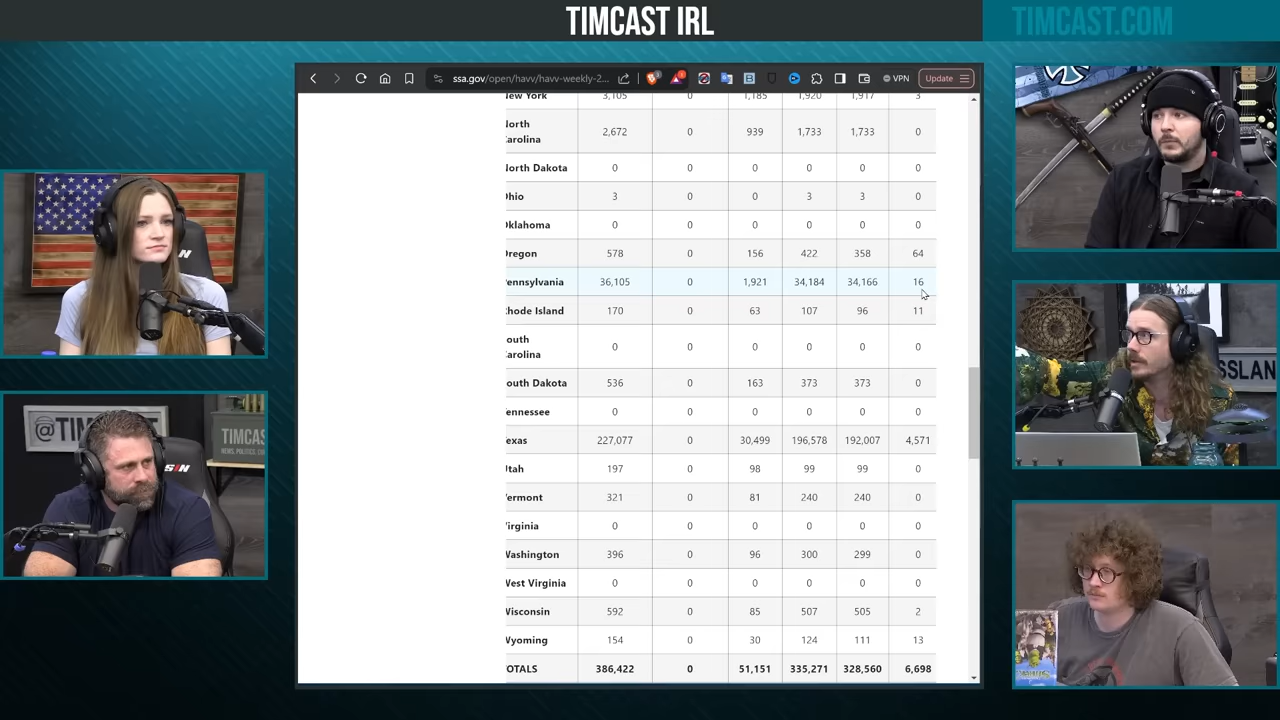 TIMCAST IRL
TIMCAST.COM
ssa.gov/open/havv/havv-weekly-2...
VPN
Update
New York 3,105 0 1,185 1,920 1,917 3
orth
arolina 2,672 0 939 1,733 1,733 0
orth Dakota 0 0 0 0 0 0
hio 3 0 0 3 3 0
klahoma 0 0 0 0 0 0
regon 578 0 156 422 358 64
ennsylvania 36,105 0 1,921 34,184 34,166 16
hode Island 170 0 63 107 96 11
outh
arolina 0 0 0 0 0 0
outh Dakota 536 0 163 373 373 0
ennessee 0 0 0 0 0 0
exas 227,077 0 30,499 196,578 192,007 4,571
tah 197 0 98 99 99 0
ermont 321 0 81 240 240 0
irginia 0 0 0 0 0 0
Washington 396 0 96 300 299 0
West Virginia 0 0 0 0 0 0
Wisconsin 592 0 85 507 505 2
Wyoming 154 0 30 124 111 13
OTALS 386,422 0 51,151 335,271 328,560 6,698
@TIM
ST
TIMCAS
SSLAN